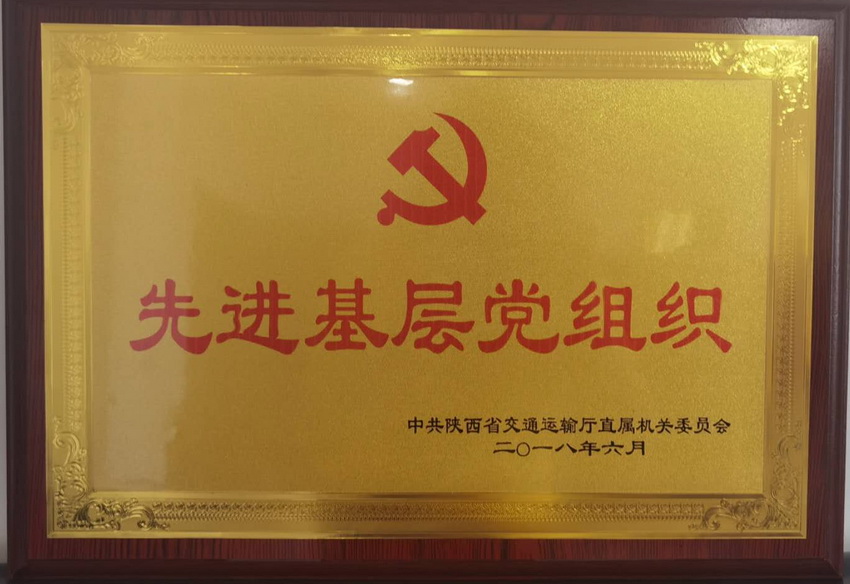 先进基层党组织
中共陕西省交通运输厅直属机关委员会
二〇一八年六月